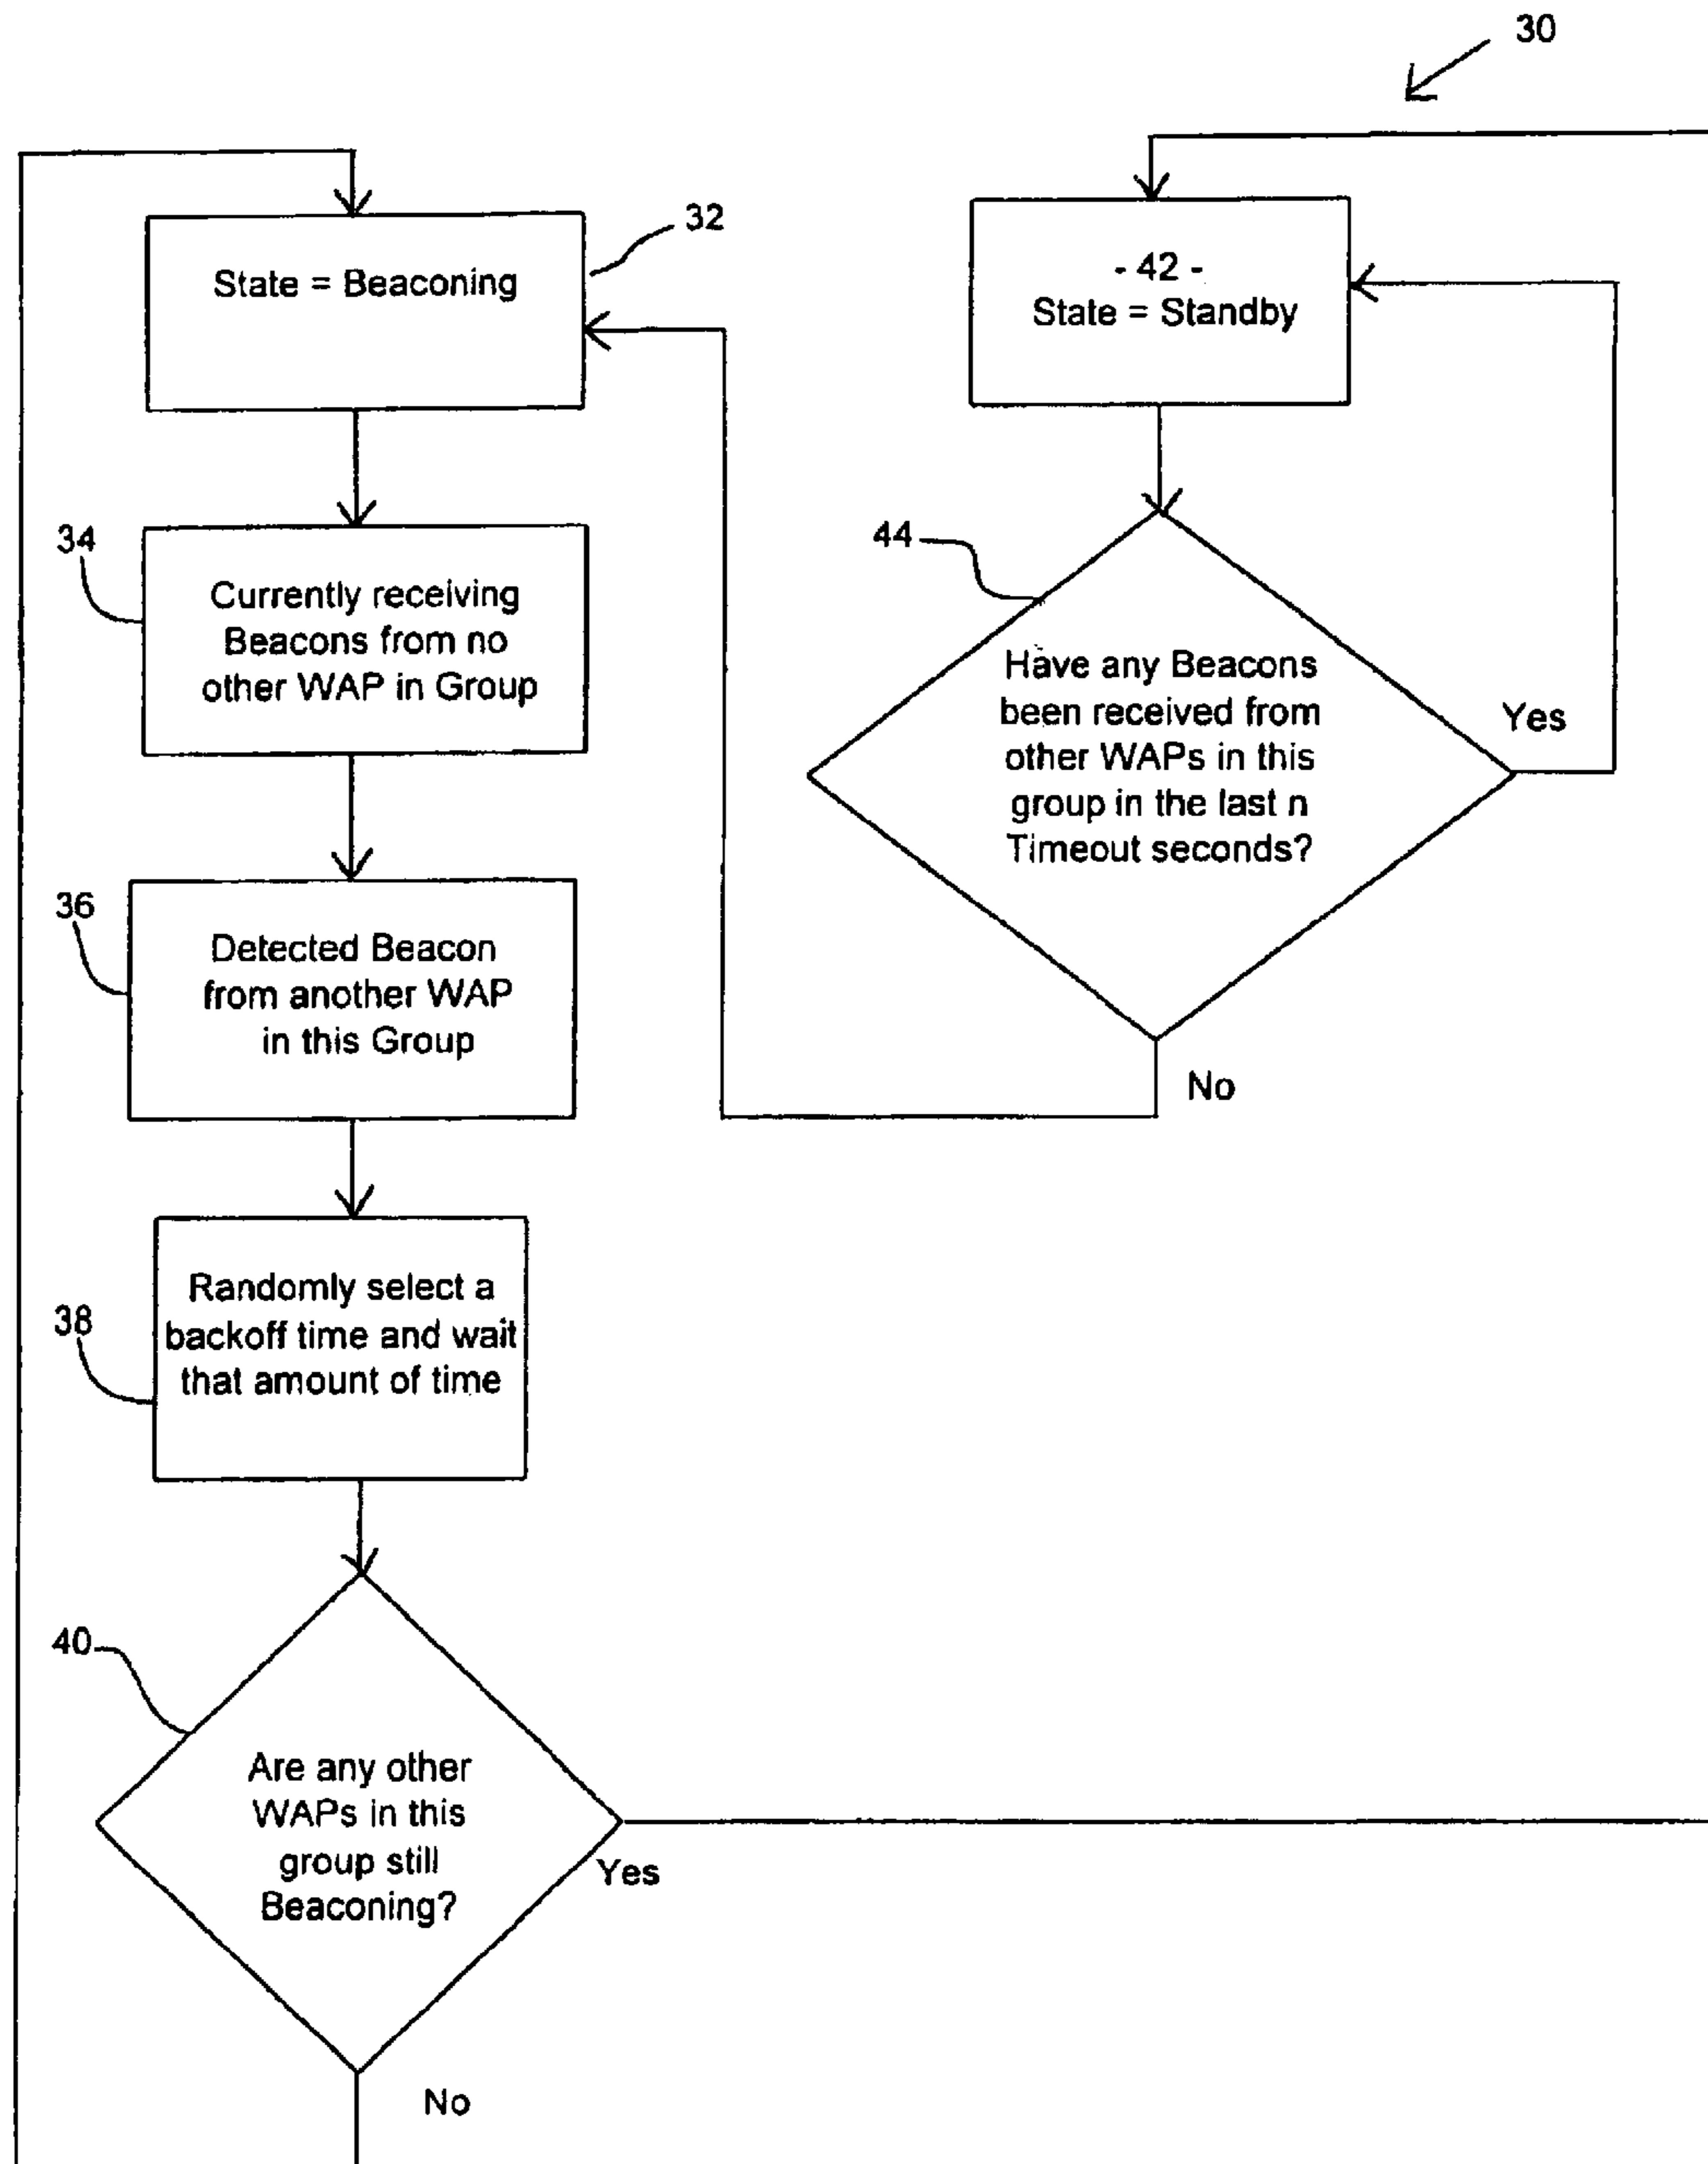 30
32
State = Beaconing
34
Currently receiving
Beacons from no
other WAP in Group
36
Detected Beacon
from another WAP
in this Group
38
Randomly select a
backoff time and wait
that amount of time
40
Are any other
WAPs in this
group still
Beaconing?
Yes
No
- 42 -
State = Standby
44
Have any Beacons
been received from
other WAPs in this
group in the last n
Timeout seconds?
Yes
No